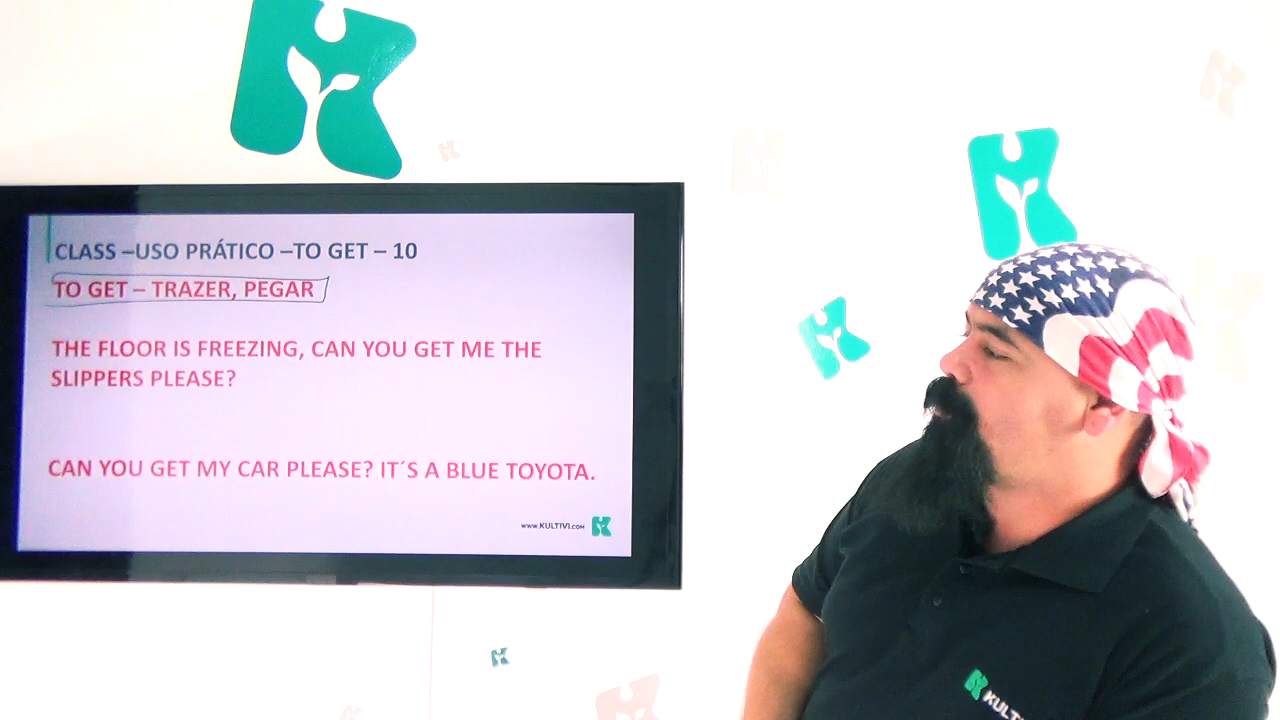 CLASS –USO PRÁTICO –TO GET – 10
TO GET – TRAZER, PEGAR
THE FLOOR IS FREEZING, CAN YOU GET ME THE
SLIPPERS PLEASE?
CAN YOU GET MY CAR PLEASE? IT´S A BLUE TOYOTA.
www.KULTIVI.COM